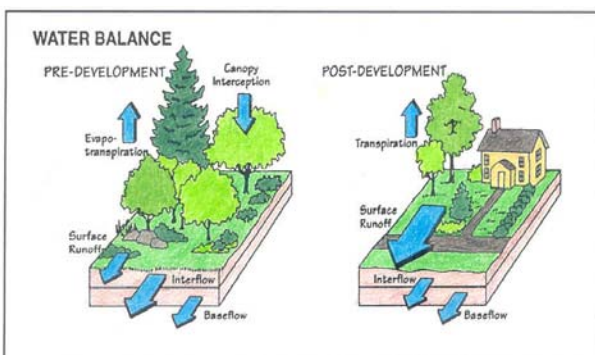 WATER BALANCE
PRE-DEVELOPMENT
Canopy
Interception
Evapo-
transpiration
Surface
Runoff
Interflow
Baseflow
POST-DEVELOPMENT
Transpiration
Surface
Runoff
Interflow
Baseflow